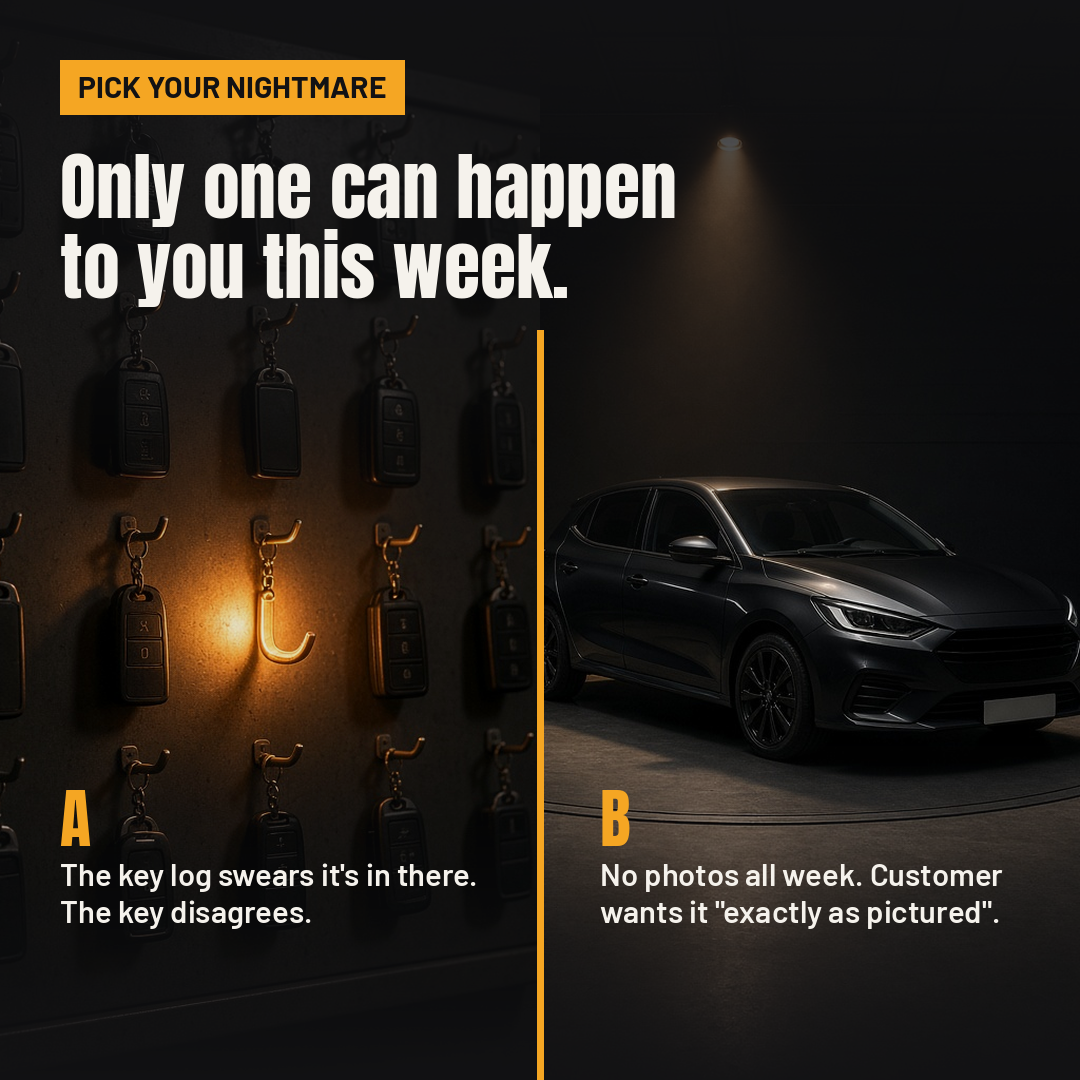 PICK YOUR NIGHTMARE
Only one can happen
to you this week.
A
The key log swears it's in there.
The key disagrees.
B
No photos all week. Customer
wants it "exactly as pictured".